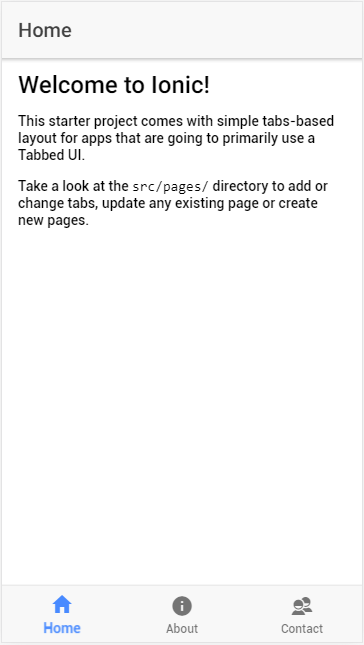 Home
Welcome to Ionic!
This starter project comes with simple tabs-based
layout for apps that are going to primarily use a
Tabbed UI.
Take a look at the src/pages/ directory to add or
change tabs, update any existing page or create
new pages.
Home
About
Contact